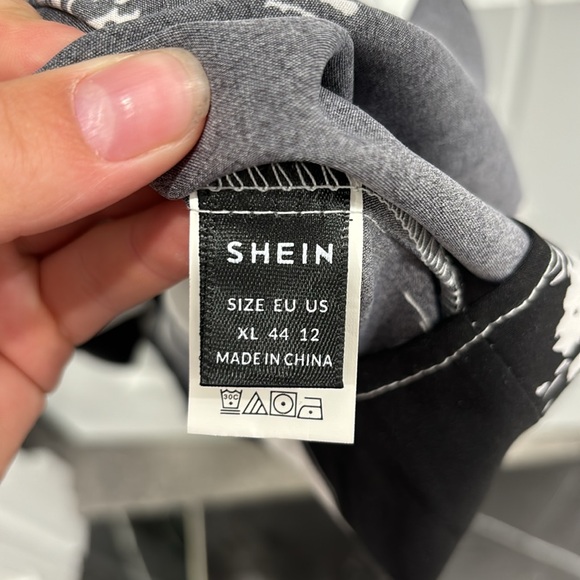 SHEIN
SIZE EU US
XL 44 12
MADE IN CHINA
30C